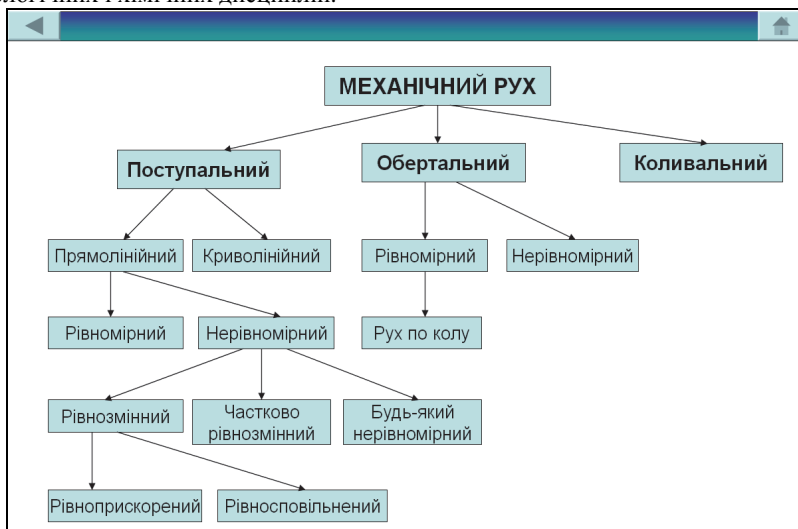 дисциплін.
МЕХАНІЧНИЙ РУХ
Поступальний
Обертальний
Коливальний
Прямолінійний
Криволінійний
Рівномірний
Нерівномірний
Рівномірний
Нерівномірний
Рух по колу
Рівнозмінний
Частково
рівнозмінний
Будь-який
нерівномірний
Рівноприскорений
Рівносповільнений